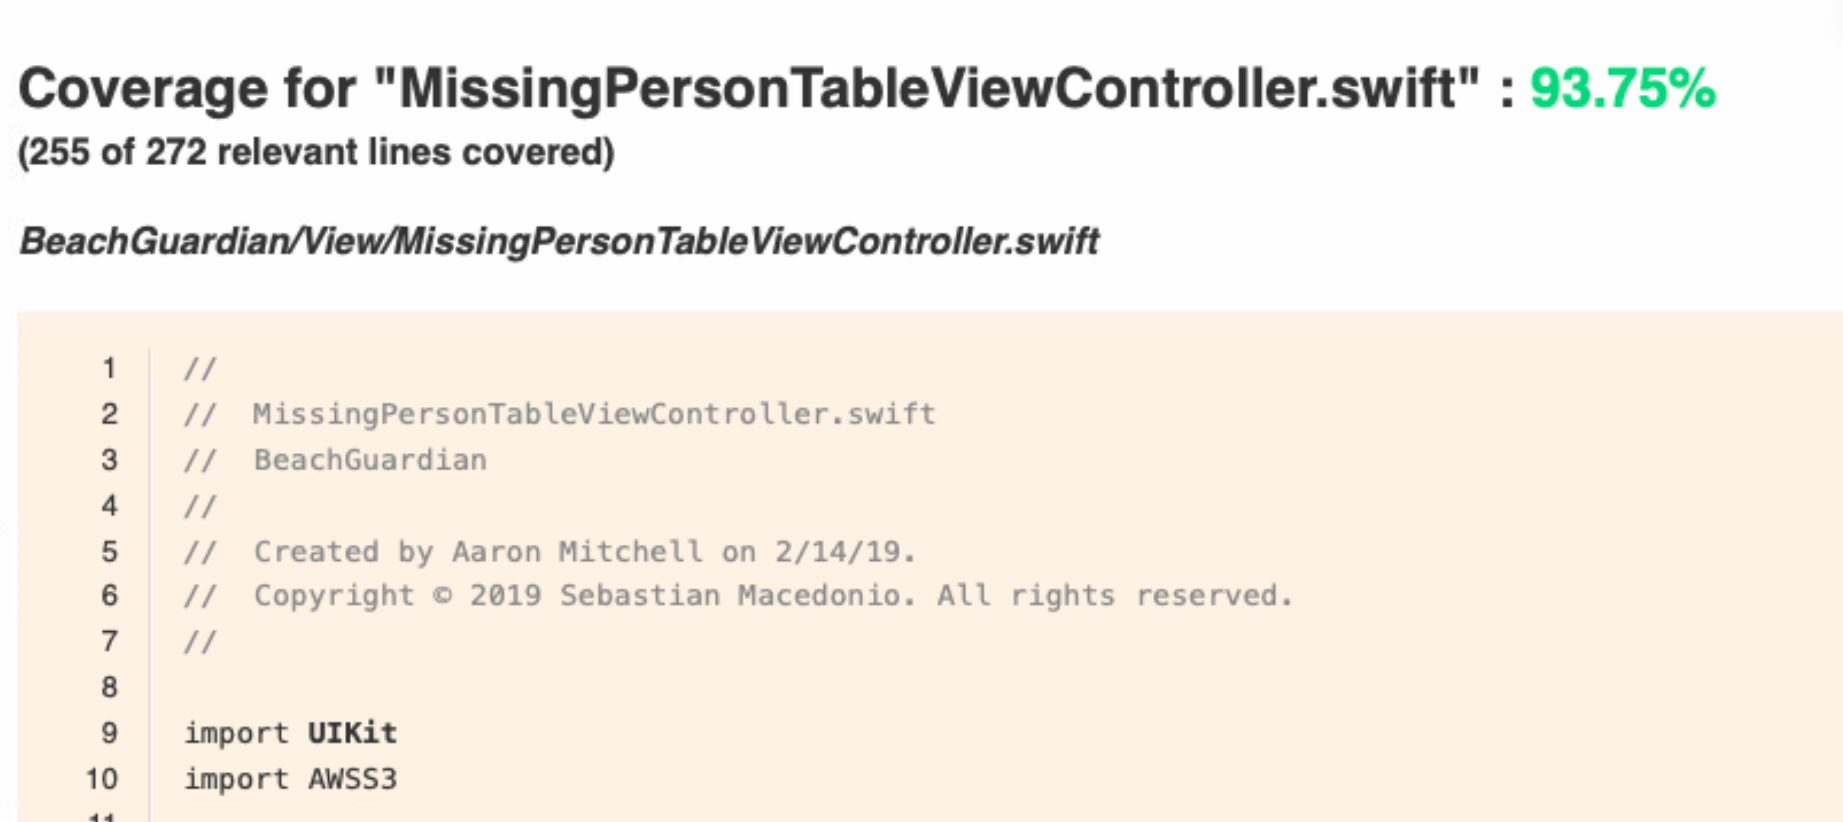 Coverage for "MissingPersonTableViewController.swift" : 93.75%
(255 of 272 relevant lines covered)
BeachGuardian/View/MissingPersonTableViewController.swift
1 //
2 //  MissingPersonTableViewController.swift
3 //  BeachGuardian
4 //
5 //  Created by Aaron Mitchell on 2/14/19.
6 //  Copyright © 2019 Sebastian Macedonio. All rights reserved.
7 //
8
9 import UIKit
10 import AWSS3
11